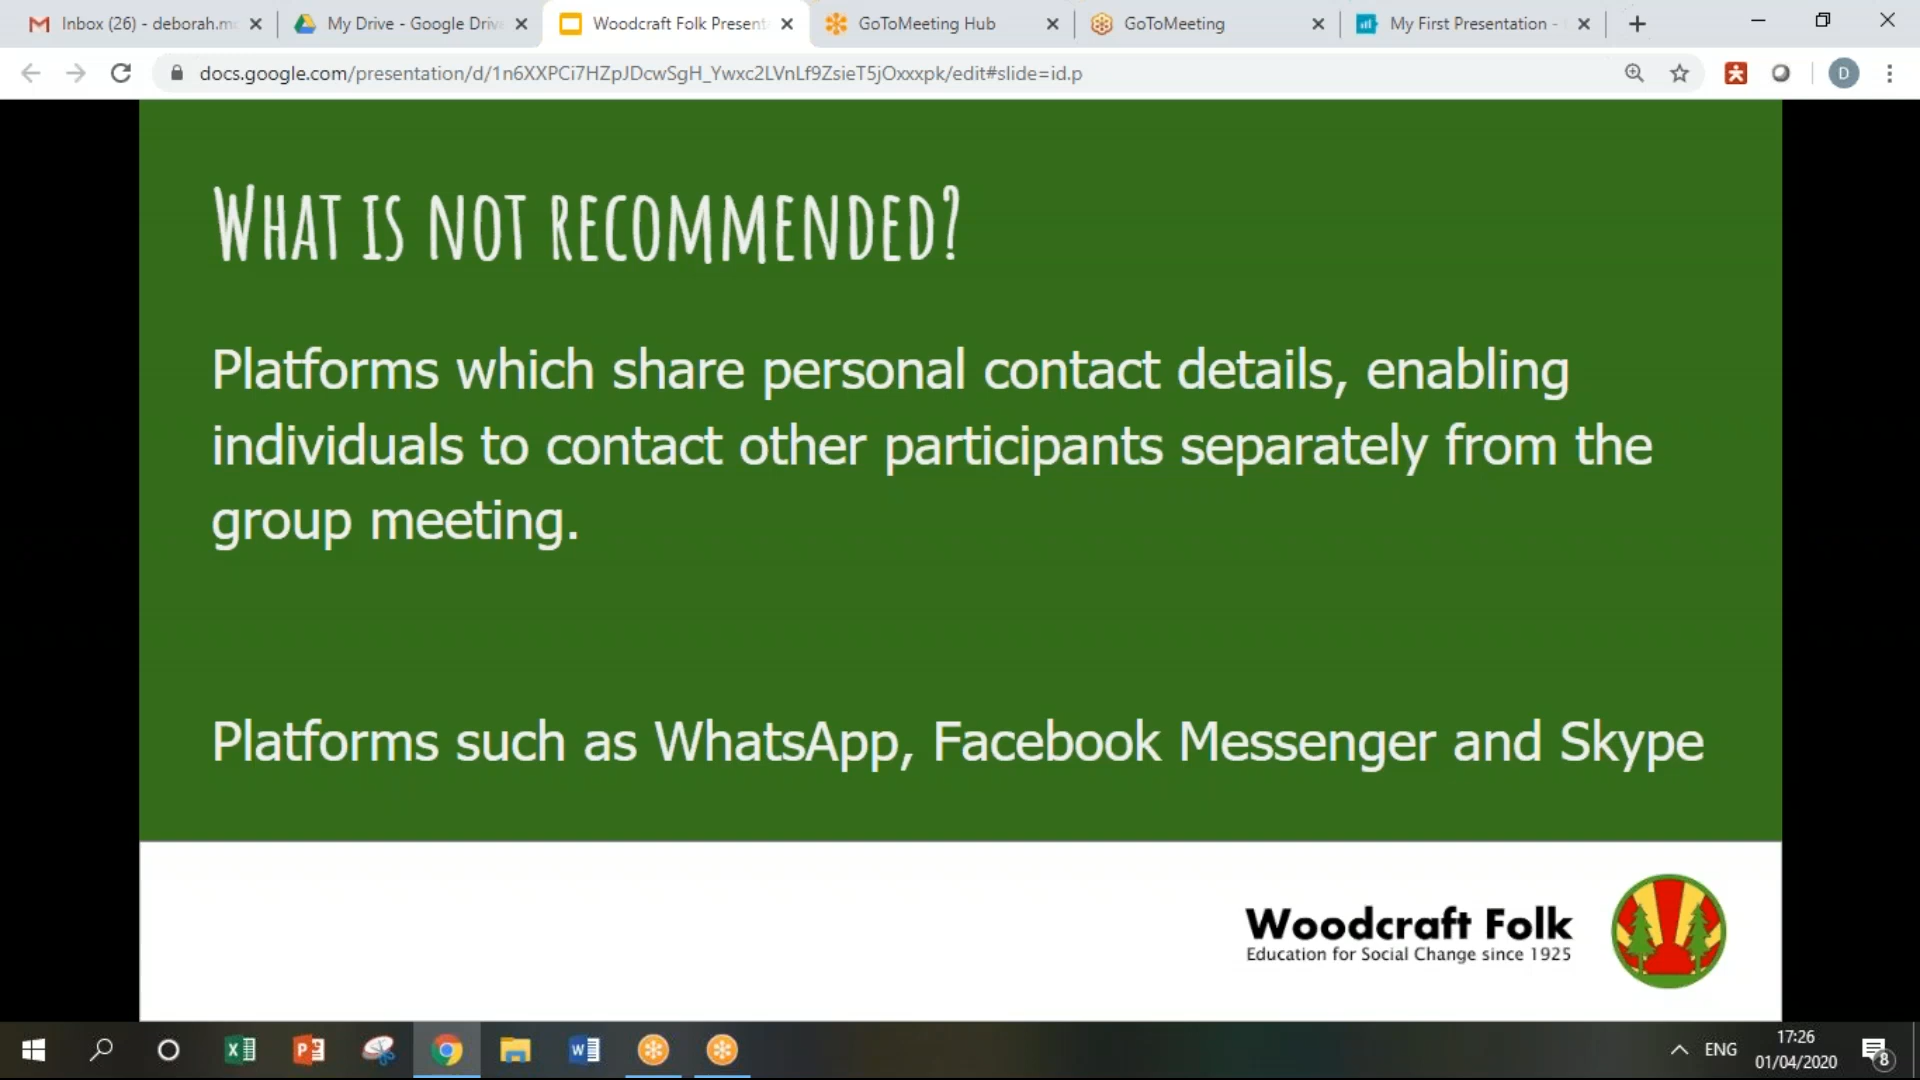 Inbox (26) - deborah.m
My Drive - Google Driv
Woodcraft Folk Present
GoToMeeting Hub
GoToMeeting
My First Presentation -
docs.google.com/presentation/d/1n6XXPCi7HZpJDcwSgH_Ywxc2LVnLf9ZsieT5jOxxxpk/edit#slide=id.p
D
What is not recommended?
Platforms which share personal contact details, enabling
individuals to contact other participants separately from the
group meeting.
Platforms such as WhatsApp, Facebook Messenger and Skype
Woodcraft Folk
Education for Social Change since 1925
ENG
17:26
01/04/2020
8